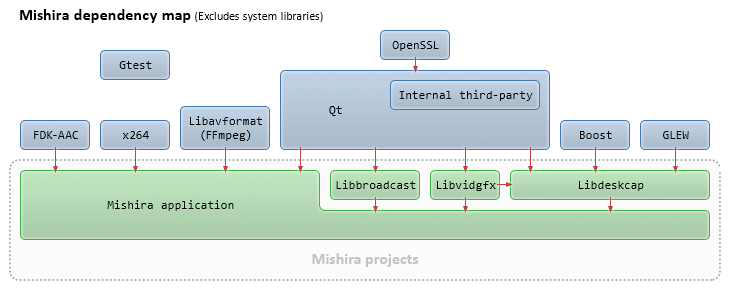 Mishira dependency map (Excludes system libraries)
OpenSSL
Gtest
Internal third-party
Qt
Libavformat
(FFmpeg)
FDK-AAC
x264
Boost
GLEW
Libbroadcast
Libvidgfx
Libdeskcap
Mishira application
Mishira projects